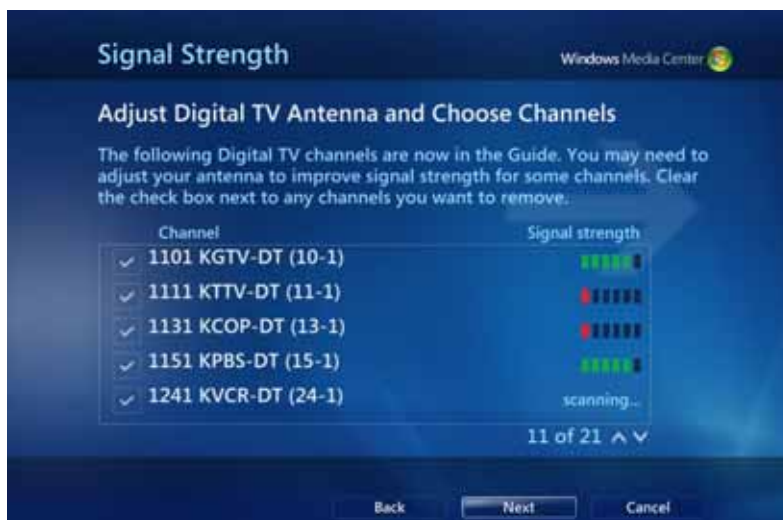 Signal Strength
Windows Media Center
Adjust Digital TV Antenna and Choose Channels
The following Digital TV channels are now in the Guide. You may need to
adjust your antenna to improve signal strength for some channels. Clear
the check box next to any channels you want to remove.
Channel Signal strength
1101 KGTV-DT (10-1)
1111 KTTV-DT (11-1)
1131 KCOP-DT (13-1)
1151 KPBS-DT (15-1)
1241 KVCR-DT (24-1) scanning...
11 of 21
Back Next Cancel